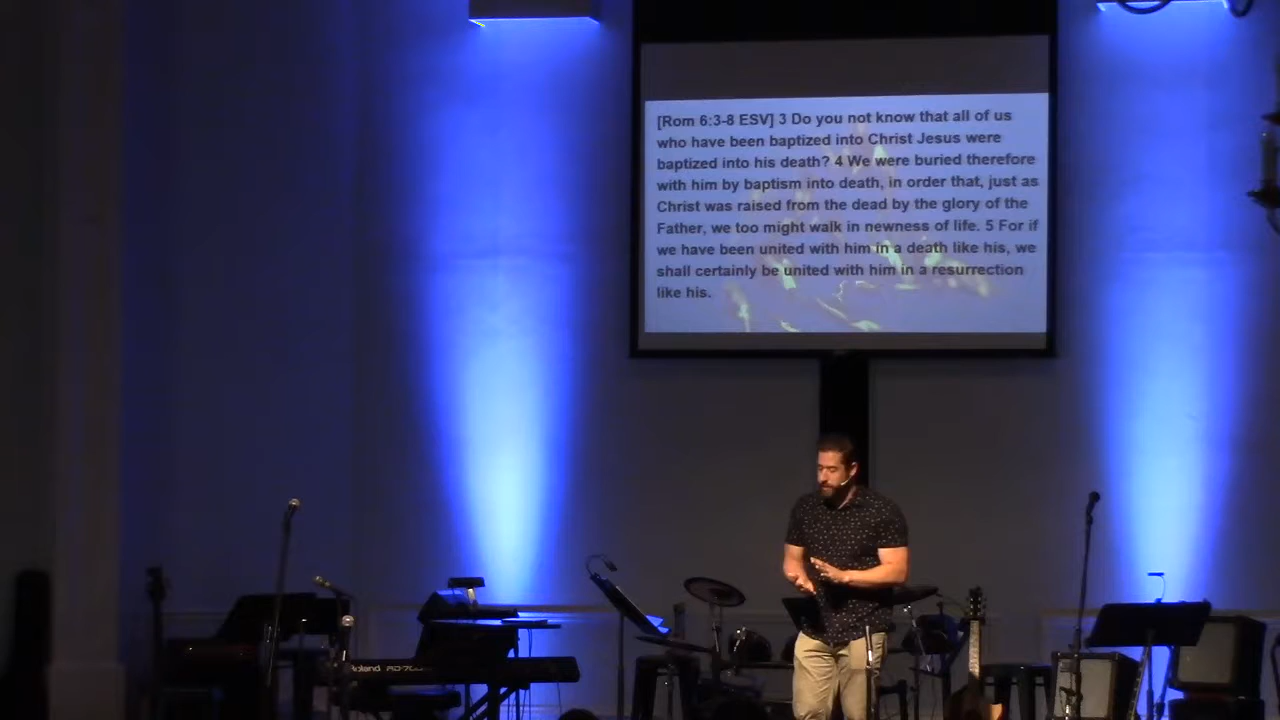 [Rom 6:3-8 ESV] 3 Do you not know that all of us
who have been baptized into Christ Jesus were
baptized into his death? 4 We were buried therefore
with him by baptism into death, in order that, just as
Christ was raised from the dead by the glory of the
Father, we too might walk in newness of life. 5 For if
we have been united with him in a death like his, we
shall certainly be united with him in a resurrection
like his.
Roland